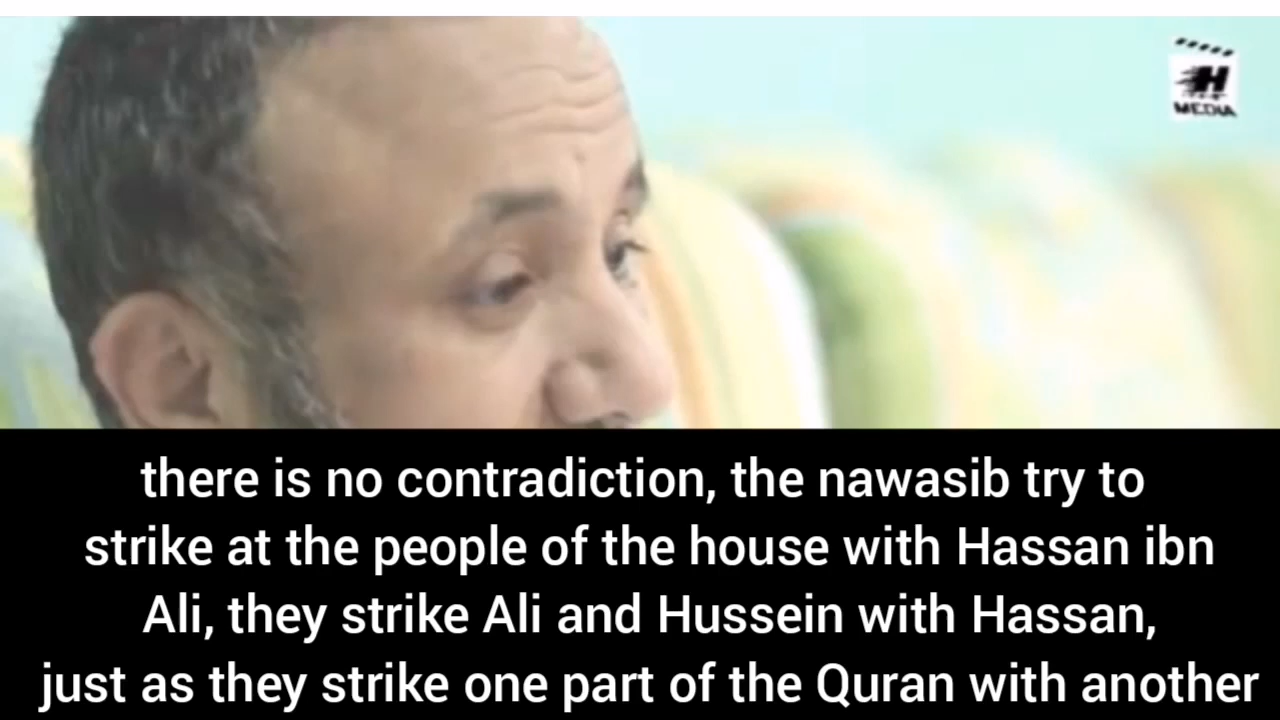 H
MEDIA
there is no contradiction, the nawasib try to
strike at the people of the house with Hassan ibn
Ali, they strike Ali and Hussein with Hassan,
just as they strike one part of the Quran with another